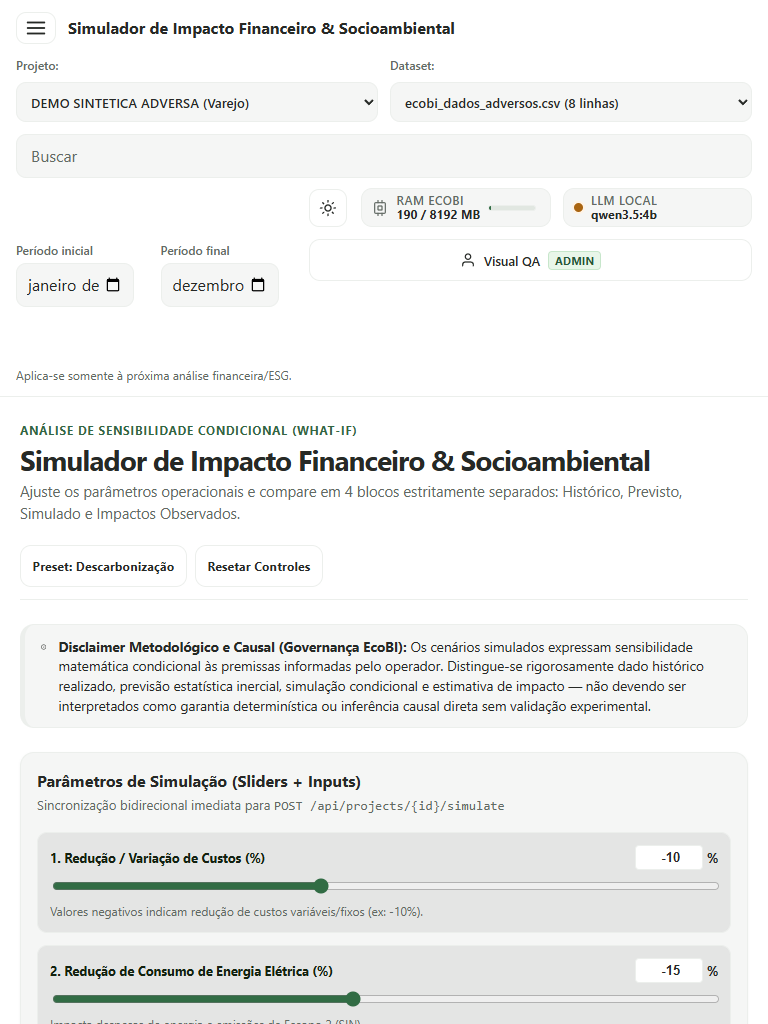 Simulador de Impacto Financeiro & Socioambiental
Projeto:
Dataset:
DEMO SINTETICA ADVERSA (Varejo)
ecobi_dados_adversos.csv (8 linhas)
Buscar
RAM ECOBI
190 / 8192 MB
LLM LOCAL
qwen3.5:4b
Período inicial
Período final
janeiro de
dezembro
Visual QA
ADMIN
Aplica-se somente à próxima análise financeira/ESG.
ANÁLISE DE SENSIBILIDADE CONDICIONAL (WHAT-IF)
Simulador de Impacto Financeiro & Socioambiental
Ajuste os parâmetros operacionais e compare em 4 blocos estritamente separados: Histórico, Previsto,
Simulado e Impactos Observados.
Preset: Descarbonização
Resetar Controles
Disclaimer Metodológico e Causal (Governança EcoBI): Os cenários simulados expressam sensibilidade
matemática condicional às premissas informadas pelo operador. Distingue-se rigorosamente dado histórico
realizado, previsão estatística inercial, simulação condicional e estimativa de impacto — não devendo ser
interpretados como garantia determinística ou inferência causal direta sem validação experimental.
Parâmetros de Simulação (Sliders + Inputs)
Sincronização bidirecional imediata para POST /api/projects/{id}/simulate
1. Redução / Variação de Custos (%)
-10 %
Valores negativos indicam redução de custos variáveis/fixos (ex: -10%).
2. Redução de Consumo de Energia Elétrica (%)
-15 %